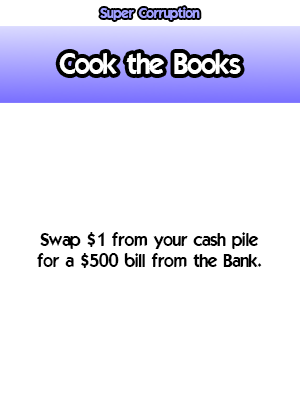 Super Corruption
Cook the Books
Swap $1 from your cash pile
for a $500 bill from the Bank.